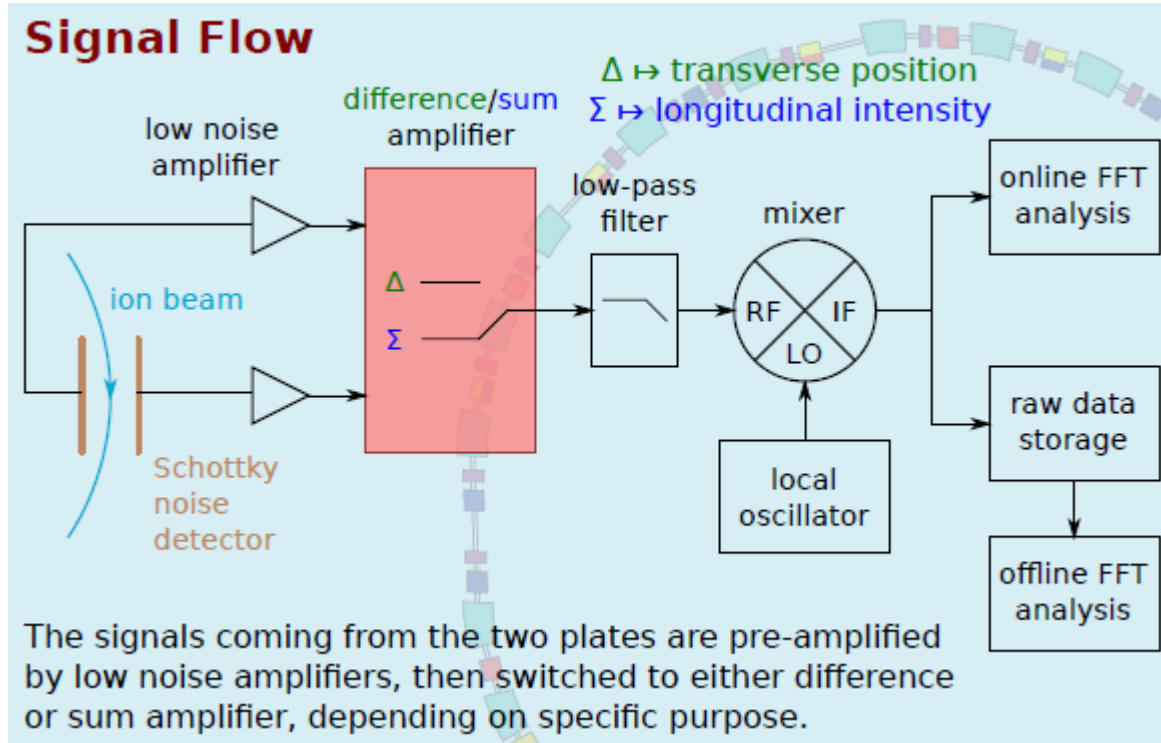 Signal Flow
Δ ↦ transverse position
Σ ↦ longitudinal intensity
difference/sum
amplifier
low noise
amplifier
low-pass
filter
mixer
online FFT
analysis
Δ
Σ
ion beam
RF
IF
LO
raw data
storage
Schottky
noise
detector
local
oscillator
offline FFT
analysis
The signals coming from the two plates are pre-amplified
by low noise amplifiers, then switched to either difference
or sum amplifier, depending on specific purpose.